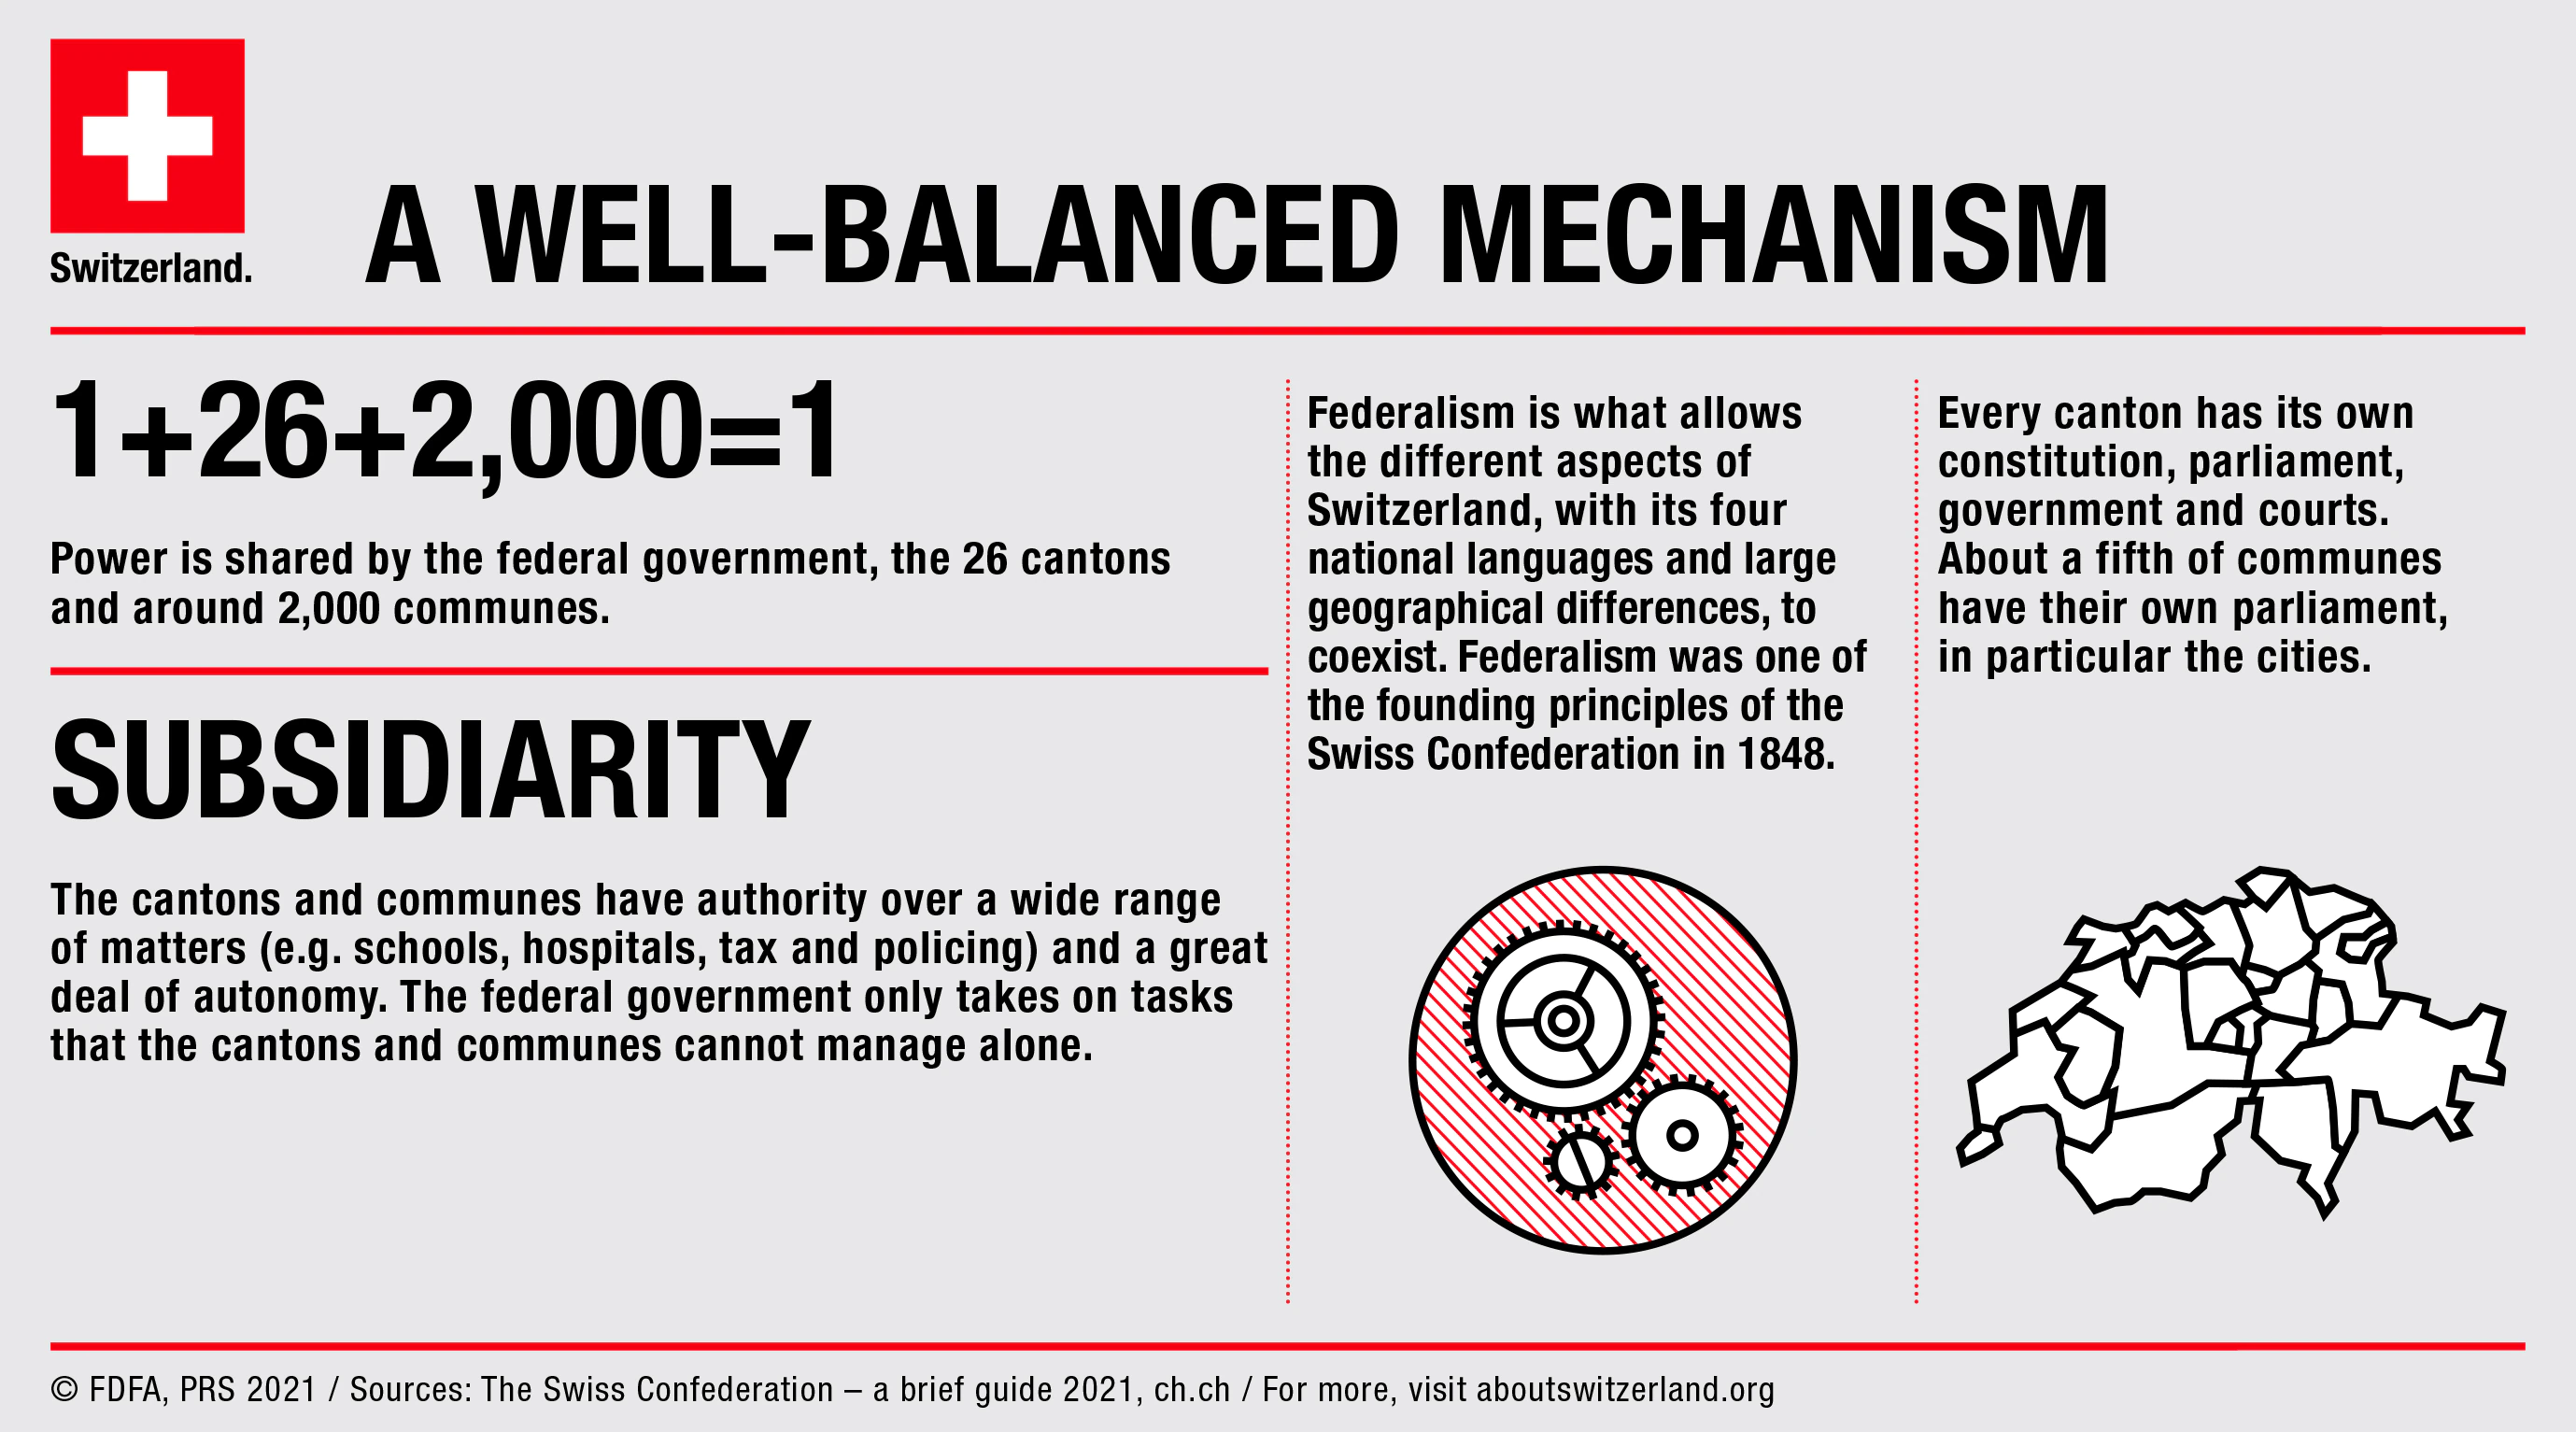 Switzerland.
A WELL-BALANCED MECHANISM
1+26+2,000=1
Power is shared by the federal government, the 26 cantons
and around 2,000 communes.
SUBSIDIARITY
The cantons and communes have authority over a wide range
of matters (e.g. schools, hospitals, tax and policing) and a great
deal of autonomy. The federal government only takes on tasks
that the cantons and communes cannot manage alone.
Federalism is what allows
the different aspects of
Switzerland, with its four
national languages and large
geographical differences, to
coexist. Federalism was one of
the founding principles of the
Swiss Confederation in 1848.
Every canton has its own
constitution, parliament,
government and courts.
About a fifth of communes
have their own parliament,
in particular the cities.
© FDFA, PRS 2021 / Sources: The Swiss Confederation – a brief guide 2021, ch.ch / For more, visit aboutswitzerland.org